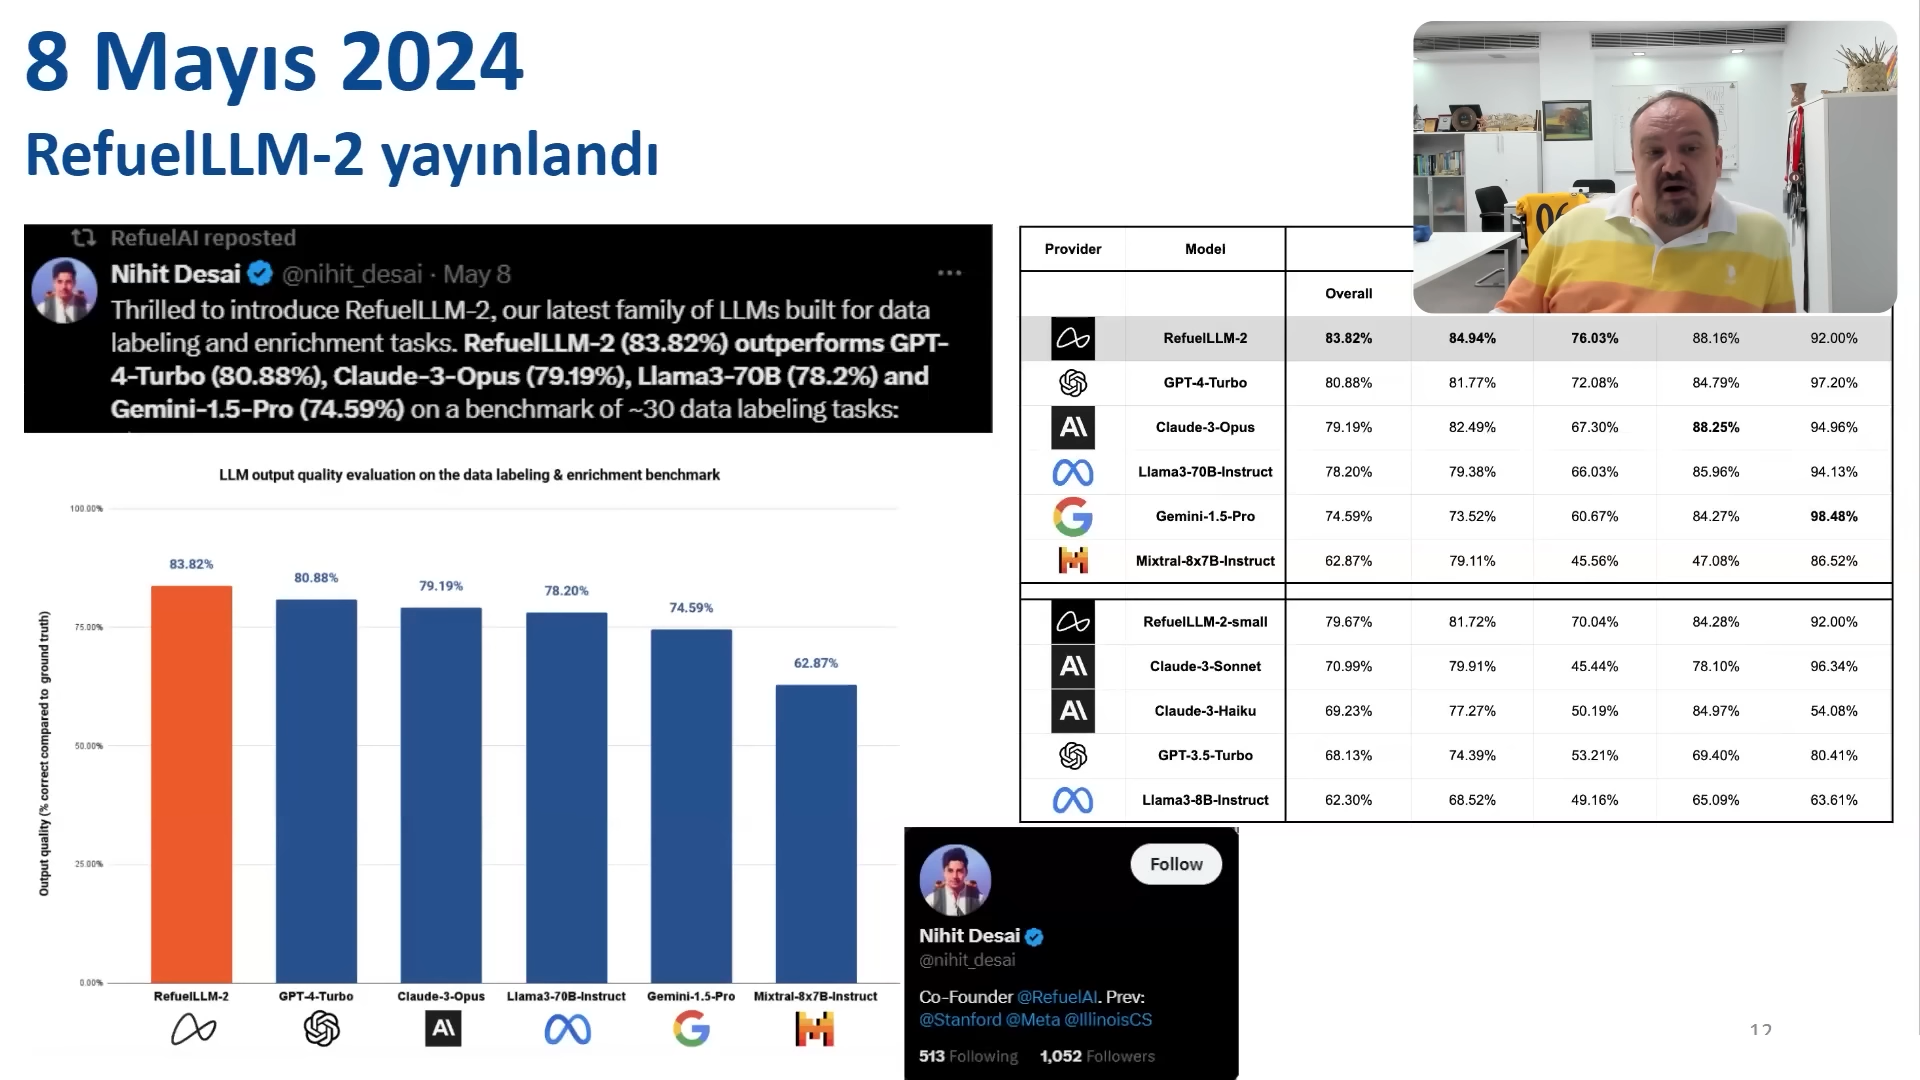 8 Mayıs 2024
RefuelLLM-2 yayınlandı
RefuelAI reposted
Nihit Desai @nihit_desai · May 8
Thrilled to introduce RefuelLLM-2, our latest family of LLMs built for data
labeling and enrichment tasks. RefuelLLM-2 (83.82%) outperforms GPT-
4-Turbo (80.88%), Claude-3-Opus (79.19%), Llama3-70B (78.2%) and
Gemini-1.5-Pro (74.59%) on a benchmark of ~30 data labeling tasks:
LLM output quality evaluation on the data labeling & enrichment benchmark
Output quality (% correct compared to ground truth)
100.00%
75.00%
50.00%
25.00%
0.00%
83.82%
80.88%
79.19%
78.20%
74.59%
62.87%
RefuelLLM-2 GPT-4-Turbo Claude-3-Opus Llama3-70B-Instruct Gemini-1.5-Pro Mixtral-8x7B-Instruct
Provider Model
Overall
RefuelLLM-2 83.82% 84.94% 76.03% 88.16% 92.00%
GPT-4-Turbo 80.88% 81.77% 72.08% 84.79% 97.20%
Claude-3-Opus 79.19% 82.49% 67.30% 88.25% 94.96%
Llama3-70B-Instruct 78.20% 79.38% 66.03% 85.96% 94.13%
Gemini-1.5-Pro 74.59% 73.52% 60.67% 84.27% 98.48%
Mixtral-8x7B-Instruct 62.87% 79.11% 45.56% 47.08% 86.52%
RefuelLLM-2-small 79.67% 81.72% 70.04% 84.28% 92.00%
Claude-3-Sonnet 70.99% 79.91% 45.44% 78.10% 96.34%
Claude-3-Haiku 69.23% 77.27% 50.19% 84.97% 54.08%
GPT-3.5-Turbo 68.13% 74.39% 53.21% 69.40% 80.41%
Llama3-8B-Instruct 62.30% 68.52% 49.16% 65.09% 63.61%
Follow
Nihit Desai
@nihit_desai
Co-Founder @RefuelAI. Prev:
@Stanford @Meta @IllinoisCS
513 Following 1,052 Followers
06
12